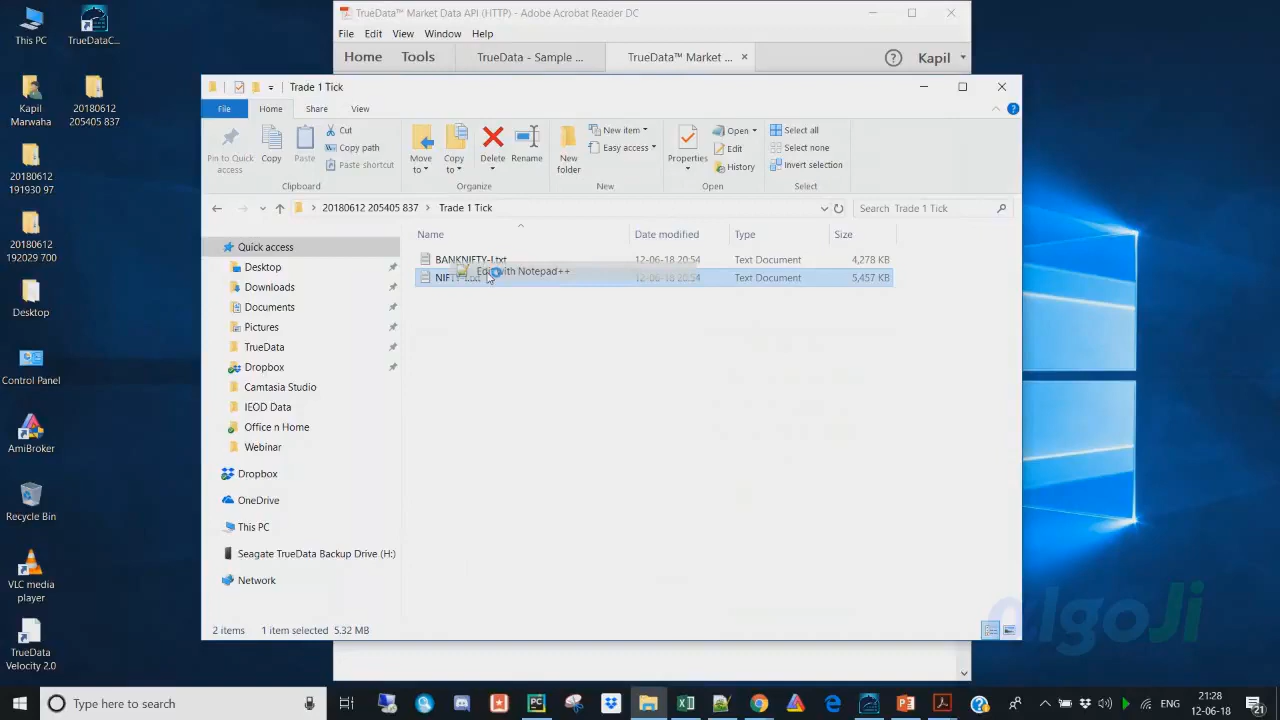 TrueData™ Market Data API (HTTP) - Adobe Acrobat Reader DC
File Edit View Window Help
Home Tools TrueData - Sample ... TrueData™ Market ... Kapil
Trade 1 Tick
File Home Share View
Pin to Quick access
Copy
Paste
Cut
Copy path
Paste shortcut
Clipboard
Move to
Copy to
Delete
Rename
Organize
New folder
New item
Easy access
New
Properties
Open
Edit
History
Open
Select all
Select none
Invert selection
Select
20180612 205405 837 Trade 1 Tick
Search Trade 1 Tick
Name Date modified Type Size
BANKNIFTY-I.txt 12-06-18 20:54 Text Document 4,278 KB
Edit with Notepad++
12-06-18 20:54 Text Document 5,457 KB
Quick access
Desktop
Downloads
Documents
Pictures
TrueData
Dropbox
Camtasia Studio
IEOD Data
Office n Home
Webinar
Dropbox
OneDrive
This PC
Seagate TrueData Backup Drive (H:)
Network
2 items 1 item selected 5.32 MB
This PC
TrueDataC...
Kapil
Marwaha
20180612
205405 837
20180612
191930 97
20180612
192029 700
Desktop
Control Panel
AmiBroker
Recycle Bin
VLC media
player
TrueData
Velocity 2.0
lgoJi
Type here to search
ENG
21:28
12-06-18
21